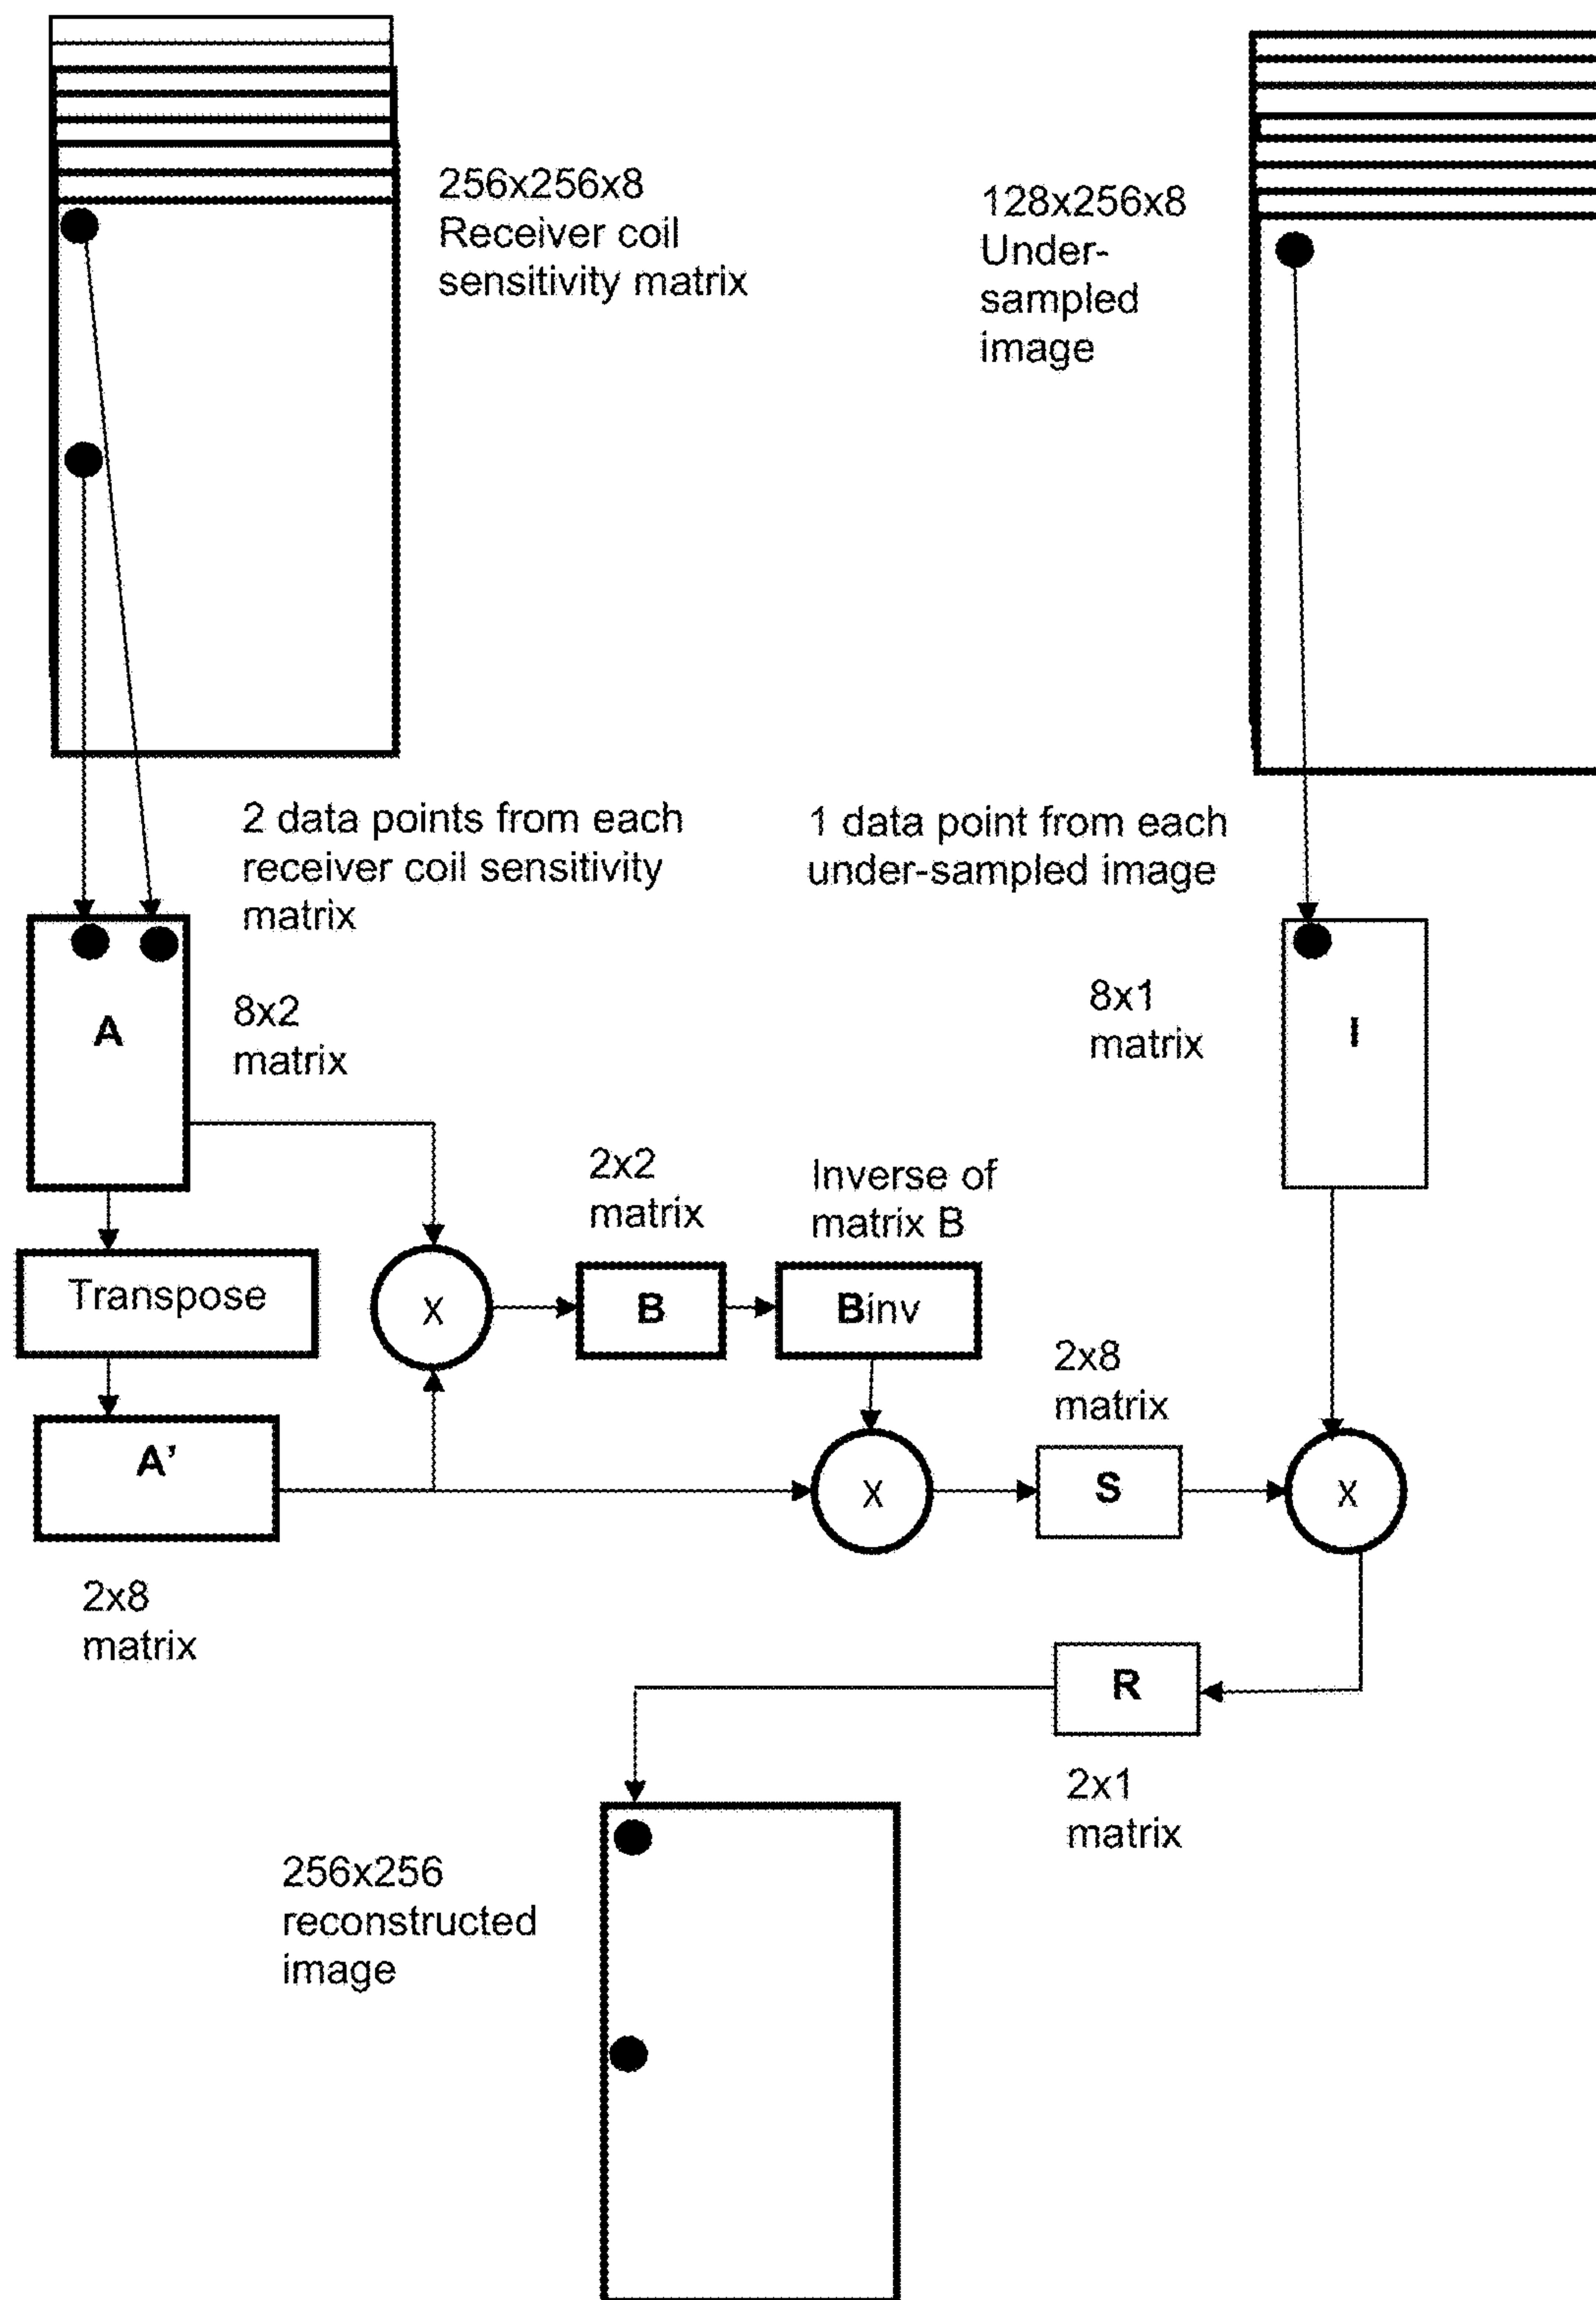 256x256x8
Receiver coil
sensitivity matrix
128x256x8
Under-
sampled
image
2 data points from each
receiver coil sensitivity
matrix
1 data point from each
under-sampled image
A
8x2
matrix
8x1
matrix
I
2x2
matrix
Inverse of
matrix B
Transpose
X
B
Binv
2x8
matrix
A'
X
S
X
2x8
matrix
R
2x1
matrix
256x256
reconstructed
image